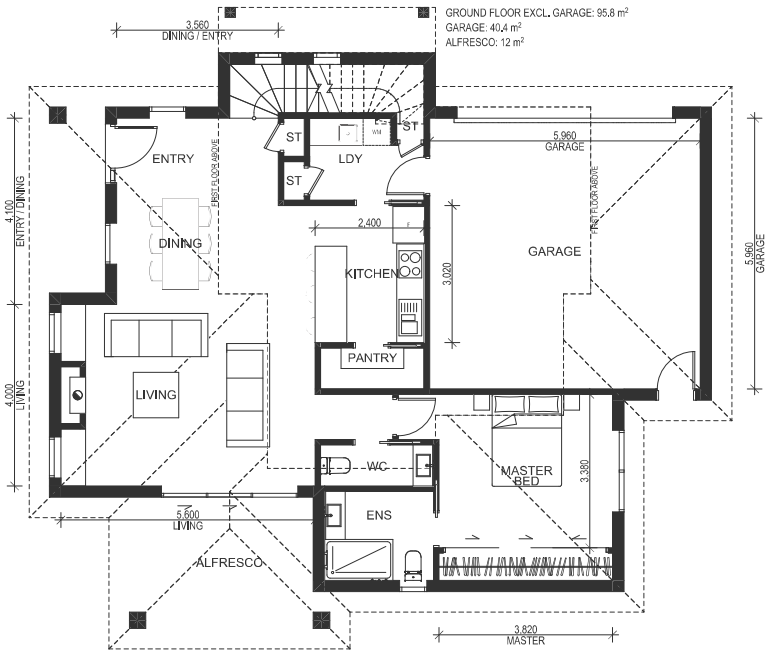 GROUND FLOOR EXCL. GARAGE: 95.8 m²
GARAGE: 40.4 m²
ALFRESCO: 12 m²
3.560
DINING / ENTRY
ENTRY
ST
LDY
WM
ST
5,960
GARAGE
FIRST FLOOR ABOVE
ST
FIRST FLOOR ABOVE
4.100
ENTRY / DINING
DINING
2,400
F
GARAGE
5,960
GARAGE
KITCHEN
3,020
PANTRY
4.000
LIVING
LIVING
WC
MASTER
BED
3.380
5.600
LIVING
ENS
ALFRESCO
3.820
MASTER